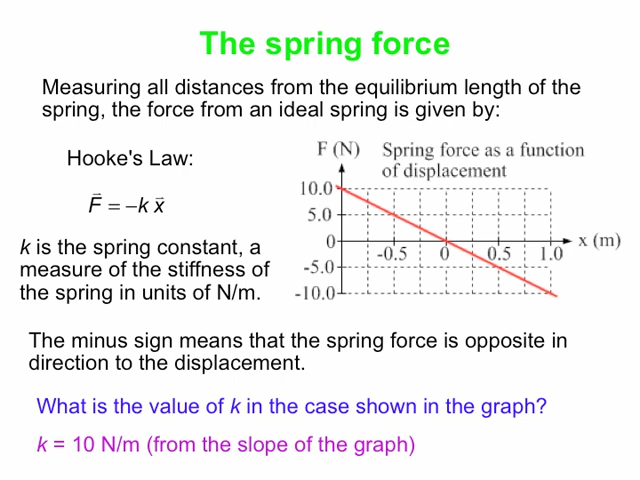 The spring force
Measuring all distances from the equilibrium length of the
spring, the force from an ideal spring is given by:
Hooke's Law:
F⃗ = −k x⃗
k is the spring constant, a
measure of the stiffness of
the spring in units of N/m.
F (N)
Spring force as a function
of displacement
10.0
5.0
0
-5.0
-10.0
-0.5
0
0.5
1.0
x (m)
The minus sign means that the spring force is opposite in
direction to the displacement.
What is the value of k in the case shown in the graph?
k = 10 N/m (from the slope of the graph)